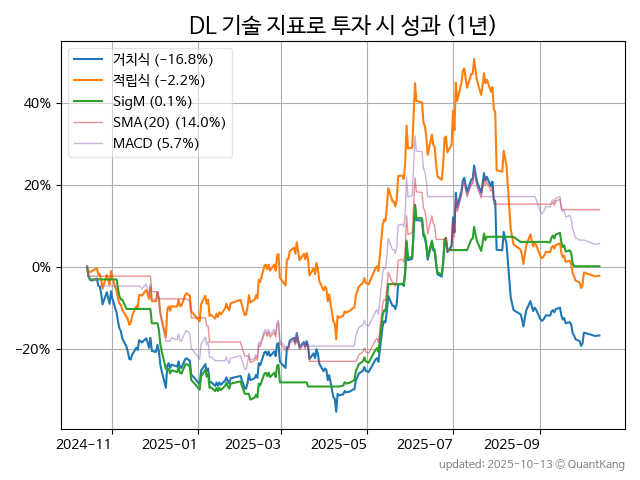 DL 기술 지표로 투자 시 성과 (1년)
거치식 (−16.8%)
적립식 (−2.2%)
SigM (0.1%)
SMA(20) (14.0%)
MACD (5.7%)
40%
20%
0%
−20%
2024-11 2025-01 2025-03 2025-05 2025-07 2025-09
updated: 2025-10-13 ⓒ QuantKang